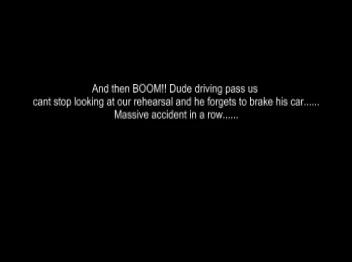 And then BOOM!! Dude driving pass us
cant stop looking at our rehearsal and he forgets to brake his car......
Massive accident in a row......